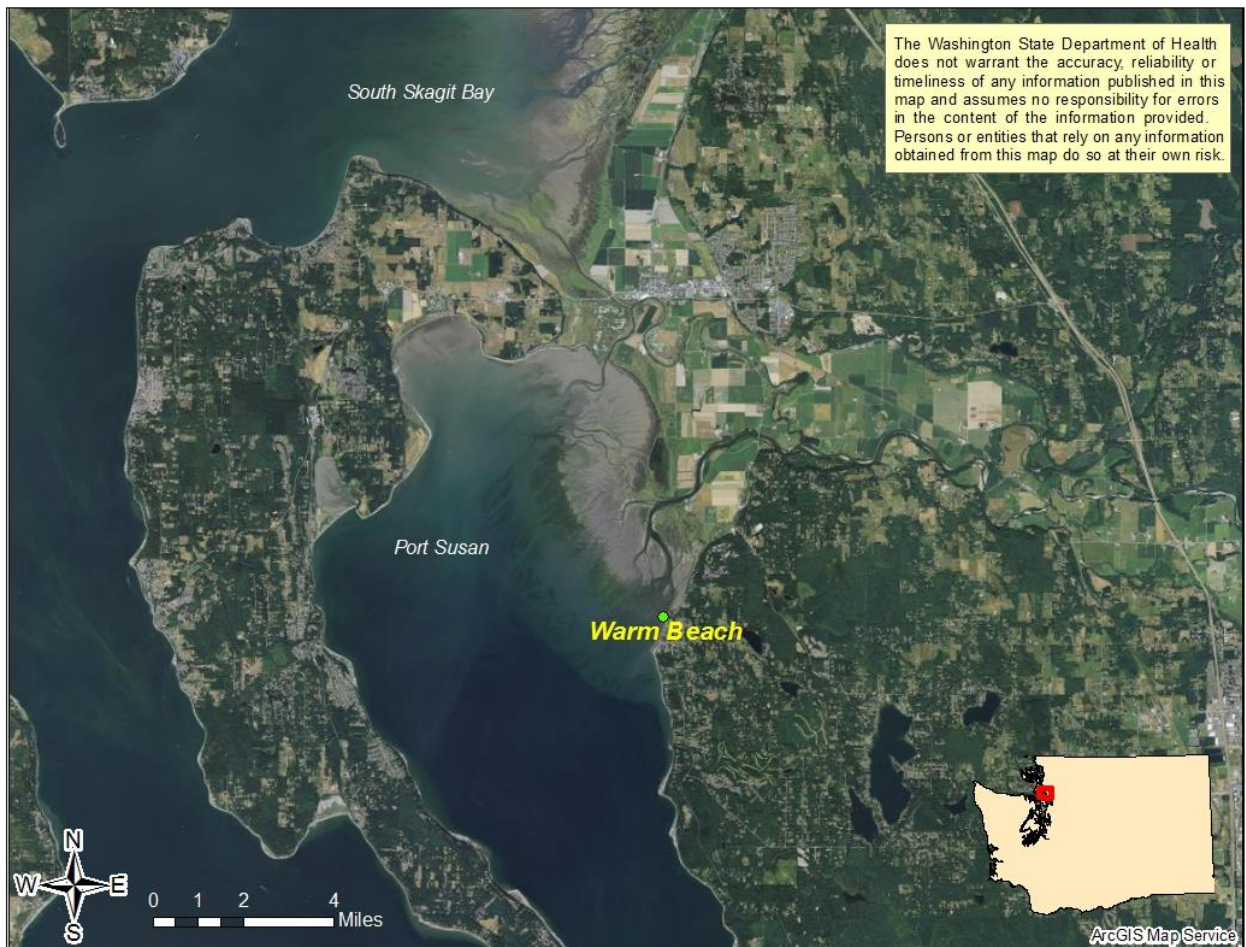 The Washington State Department of Health
does not warrant the accuracy, reliability or
timeliness of any information published in this
map and assumes no responsibility for errors
in the content of the information provided.
Persons or entities that rely on any information
obtained from this map do so at their own risk.
South Skagit Bay
Port Susan
Warm Beach
N
W E
S
0 1 2 4
Miles
ArcGIS Map Service